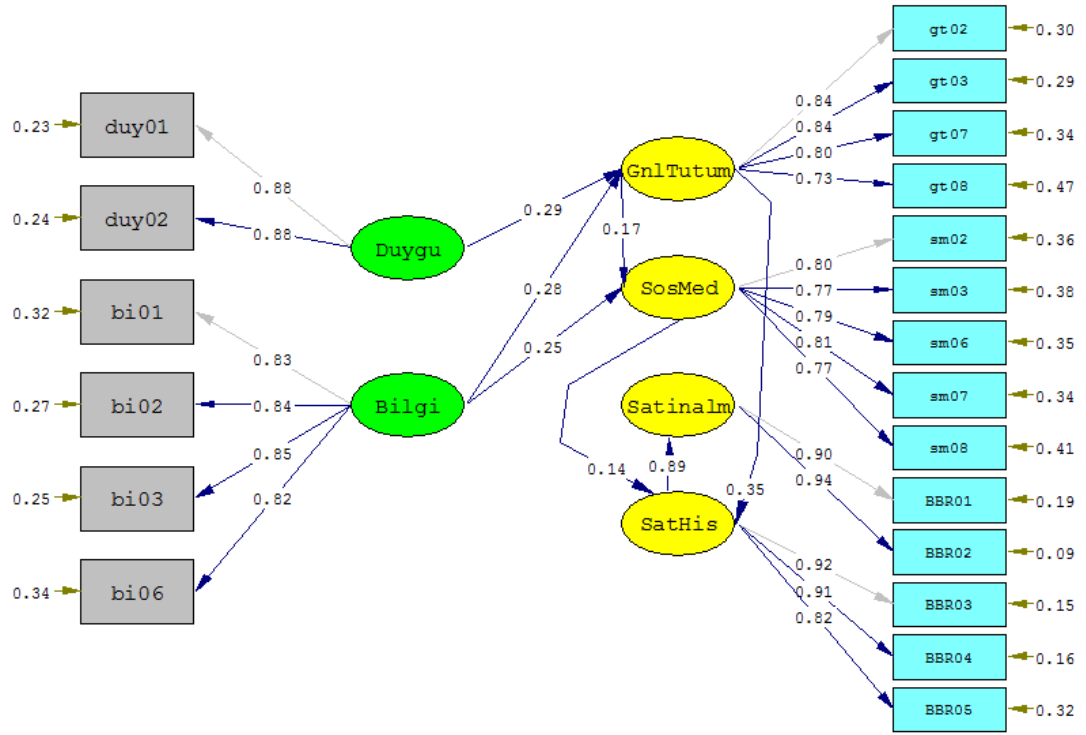 0.23
duy01
0.24
duy02
0.32
bi01
0.27
bi02
0.25
bi03
0.34
bi06
0.88
0.88
0.83
0.84
0.85
0.82
Duygu
Bilgi
0.29
0.28
0.25
0.17
GnlTutum
SosMed
Satinalm
SatHis
0.14
0.89
0.35
0.84
0.84
0.80
0.73
0.80
0.77
0.79
0.81
0.77
0.90
0.94
0.92
0.91
0.82
gt02
0.30
gt03
0.29
gt07
0.34
gt08
0.47
sm02
0.36
sm03
0.38
sm06
0.35
sm07
0.34
sm08
0.41
BBR01
0.19
BBR02
0.09
BBR03
0.15
BBR04
0.16
BBR05
0.32